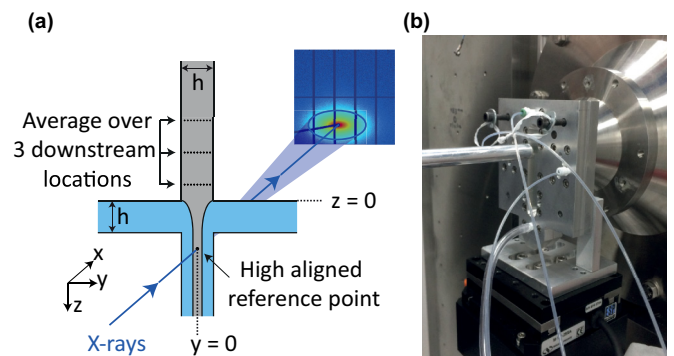 (a)
(b)
h
Average over
3 downstream
locations
h
z = 0
x
y
z
High aligned
reference point
X-rays
y = 0